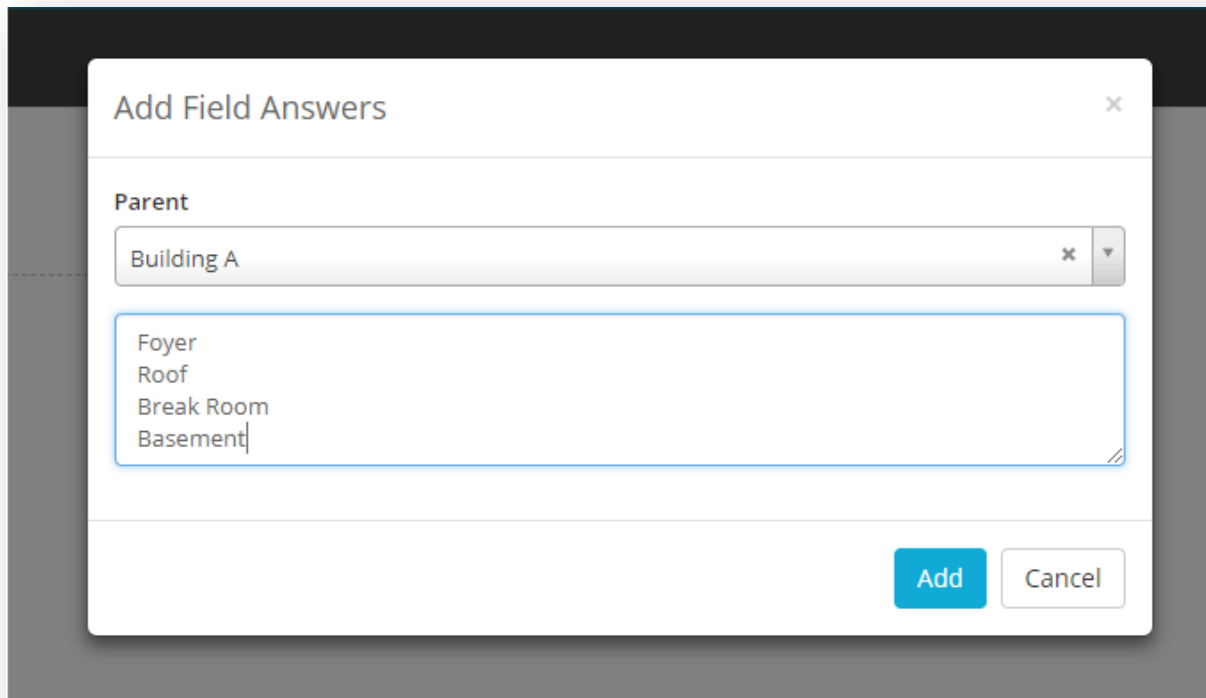 Add Field Answers
×
Parent
Building A
Foyer
Roof
Break Room
Basement
Add
Cancel